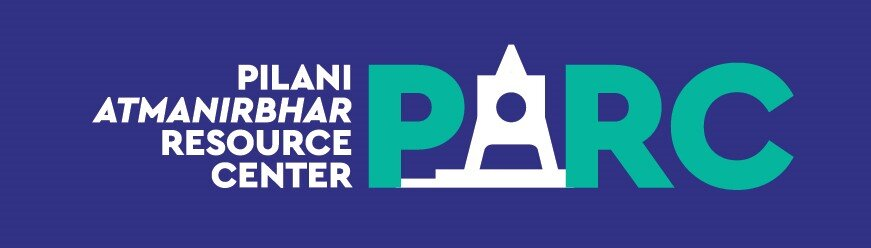 PILANI
ATMANIRBHAR
RESOURCE
CENTER
PARC